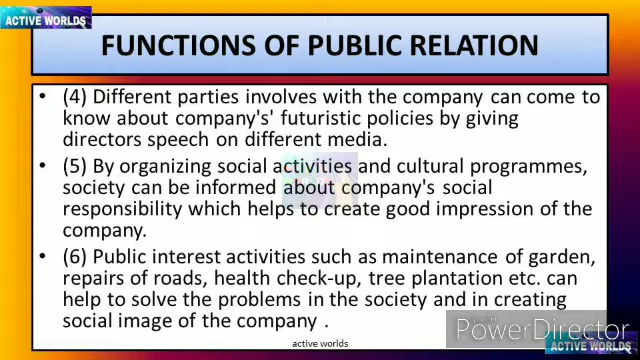 ACTIVE WORLDS
FUNCTIONS OF PUBLIC RELATION
• (4) Different parties involves with the company can come to
know about company's' futuristic policies by giving
directors speech on different media.
• (5) By organizing social activities and cultural programmes,
society can be informed about company's social
responsibility which helps to create good impression of the
company.
• (6) Public interest activities such as maintenance of garden,
repairs of roads, health check-up, tree plantation etc. can
help to solve the problems in the society and in creating
social image of the company .
PowerDirector
active worlds
ACTIVE WORLDS